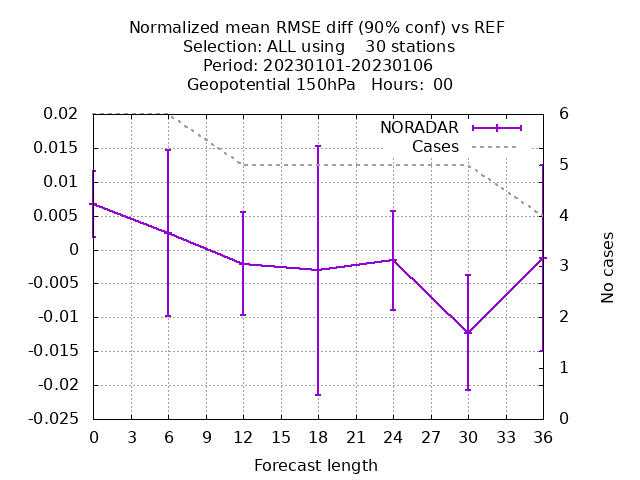 Normalized mean RMSE diff (90% conf) vs REF
Selection: ALL using    30 stations
Period: 20230101-20230106
Geopotential 150hPa   Hours:  00
NORADAR
Cases
0.02
0.015
0.01
0.005
0
-0.005
-0.01
-0.015
-0.02
-0.025
6
5
4
3
2
1
0
No cases
0 3 6 9 12 15 18 21 24 27 30 33 36
Forecast length